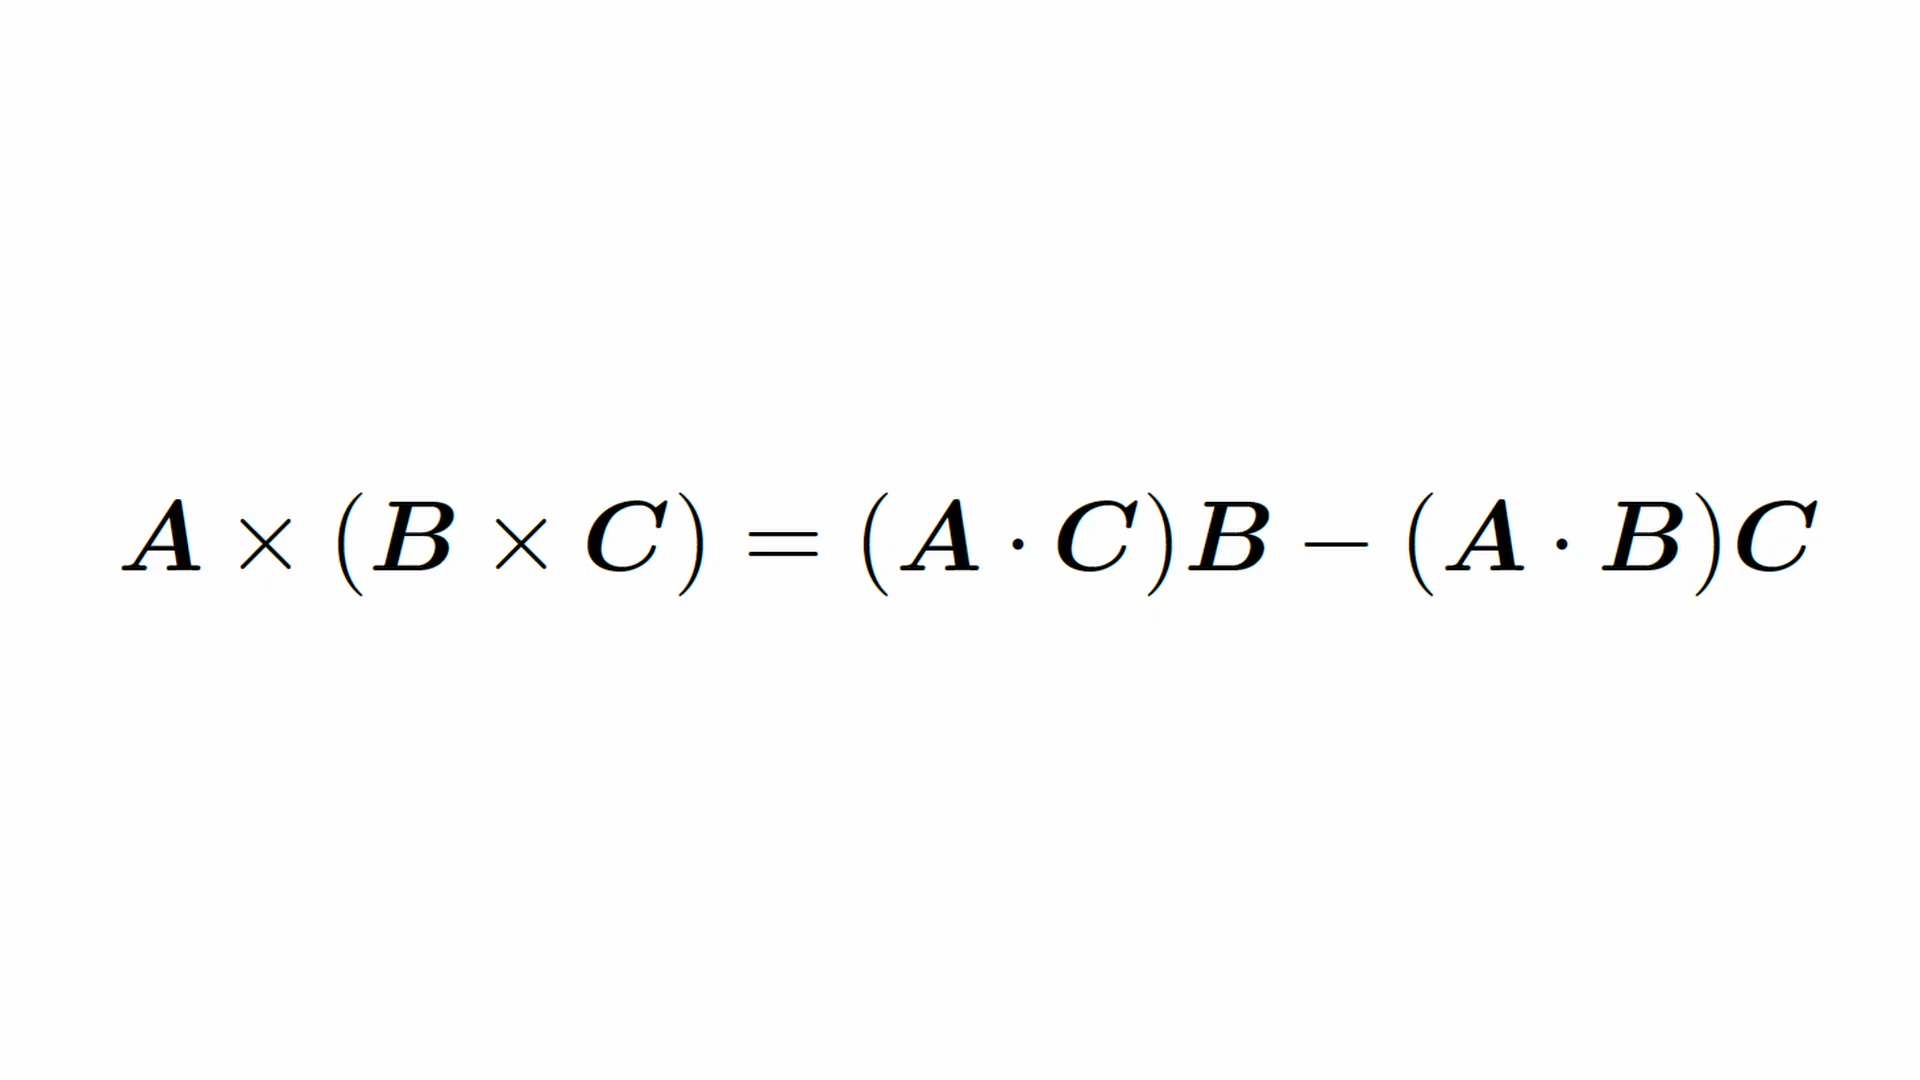 A × (B × C) = (A · C)B − (A · B)C